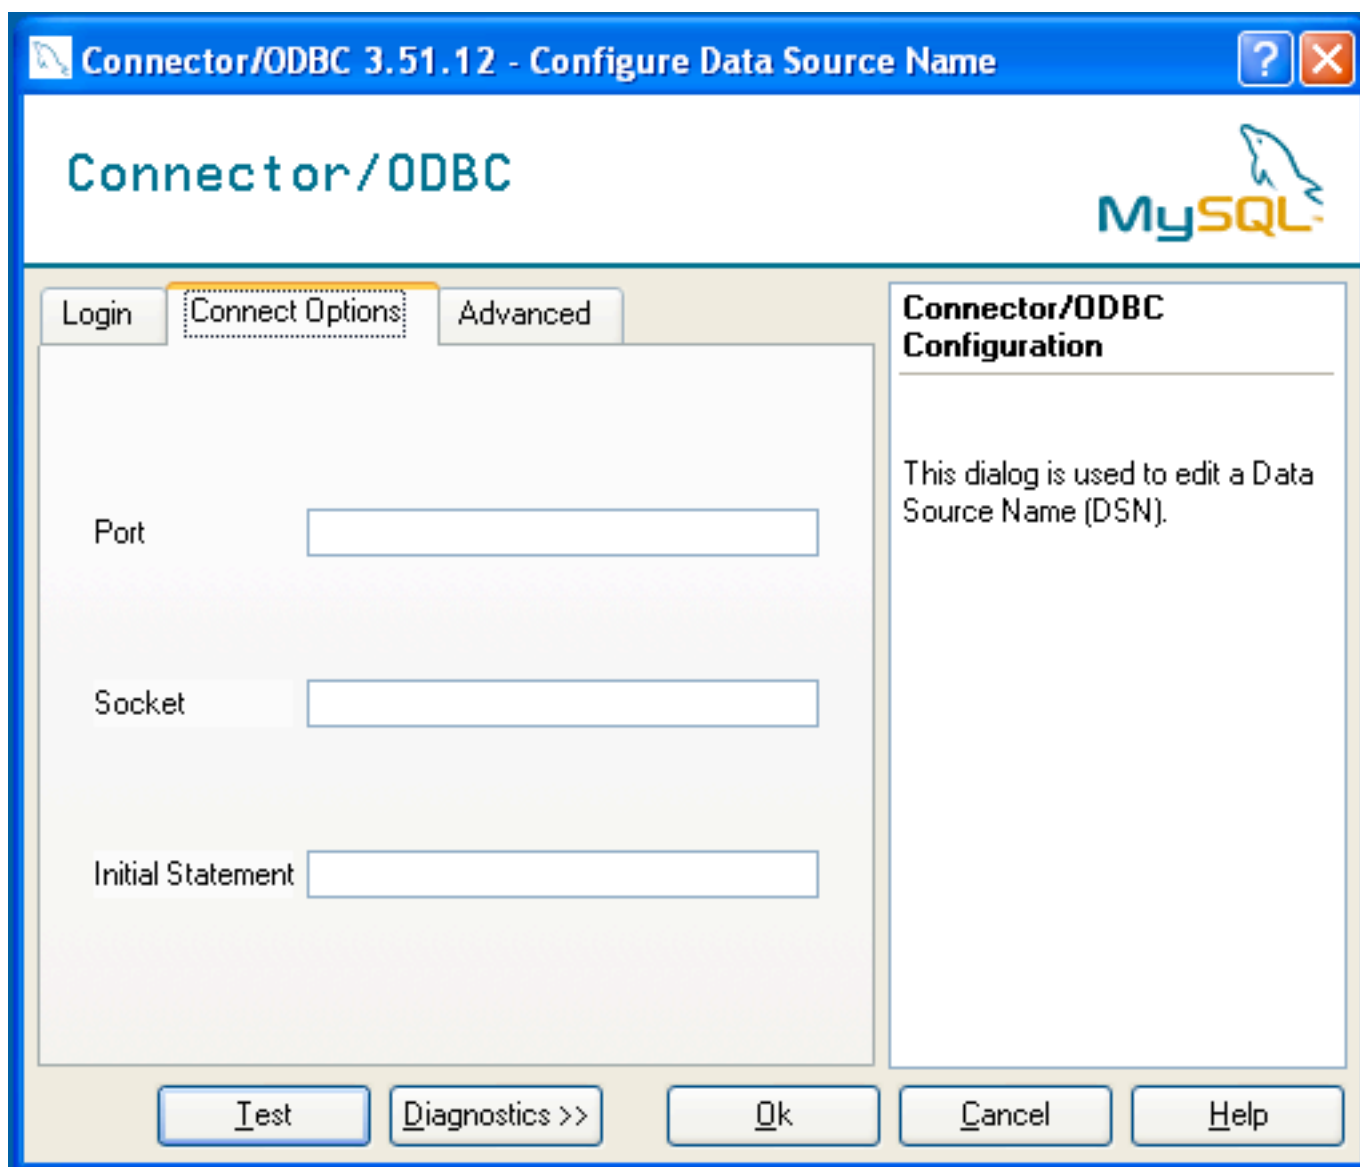 Connector/ODBC 3.51.12 - Configure Data Source Name
Connector/ODBC
MySQL
Login
Connect Options
Advanced
Port
Socket
Initial Statement
Connector/ODBC
Configuration
This dialog is used to edit a Data
Source Name (DSN).
Test
Diagnostics >>
Ok
Cancel
Help